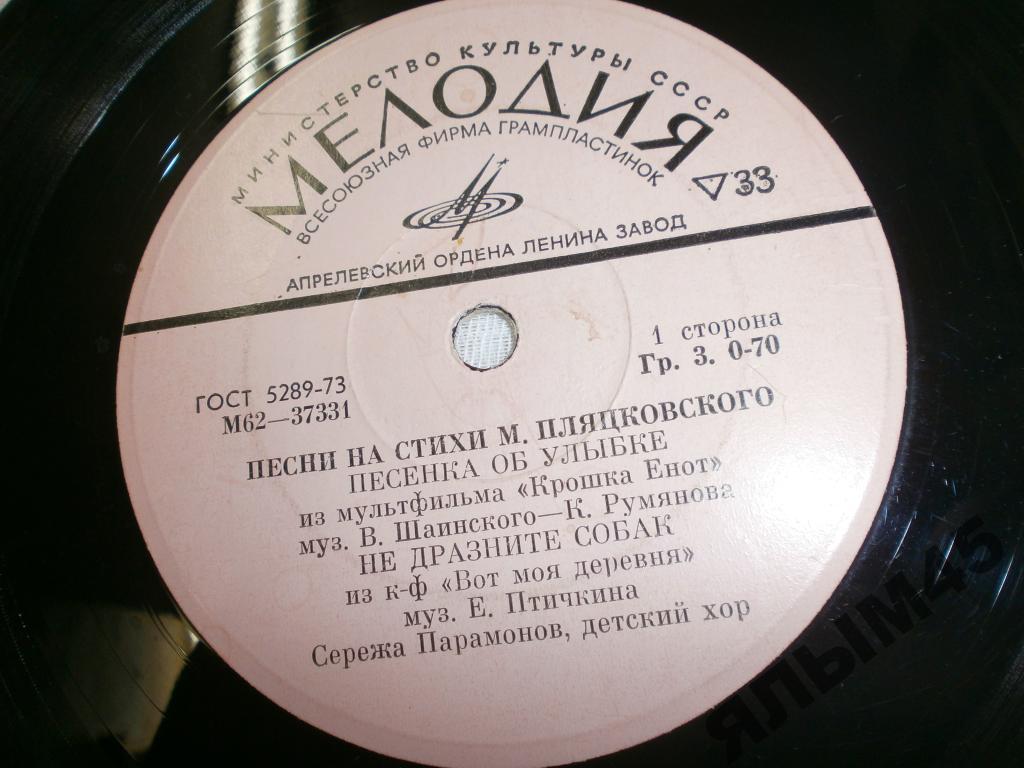 МИНИСТЕРСТВО КУЛЬТУРЫ СССР
МЕЛОДИЯ
ВСЕСОЮЗНАЯ ФИРМА ГРАМПЛАСТИНОК
33
АПРЕЛЕВСКИЙ ОРДЕНА ЛЕНИНА ЗАВОД
1 сторона
Гр. 3. 0-70
ГОСТ 5289-73
М62—37331
ПЕСНИ НА СТИХИ М. ПЛЯЦКОВСКОГО
ПЕСЕНКА ОБ УЛЫБКЕ
из мультфильма «Крошка Енот»
муз. В. Шаинского—К. Румянова
НЕ ДРАЗНИТЕ СОБАК
из к-ф «Вот моя деревня»
муз. Е. Птичкина
Сережа Парамонов, детский хор
ЯЛЫМ45